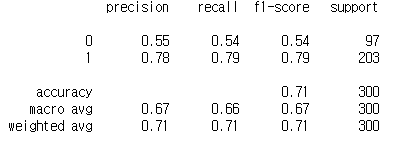 precision recall f1-score support
0 0.55 0.54 0.54 97
1 0.78 0.79 0.79 203
accuracy 0.71 300
macro avg 0.67 0.66 0.67 300
weighted avg 0.71 0.71 0.71 300